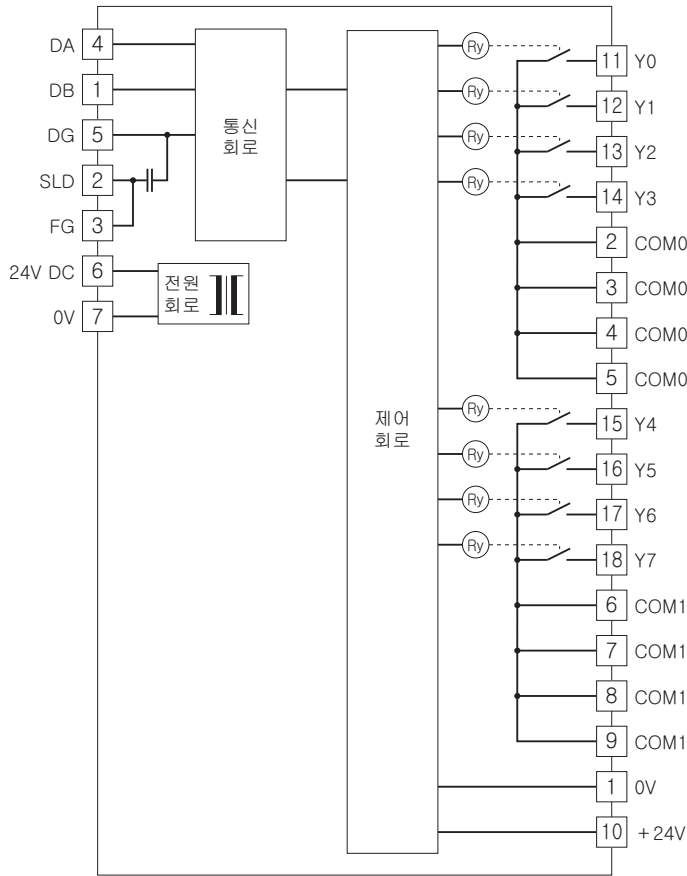 DA 4
DB 1
DG 5
SLD 2
FG 3
24V DC 6
0V 7
통신
회로
전원
회로
제어
회로
Ry
Ry
Ry
Ry
Ry
Ry
Ry
Ry
11 Y0
12 Y1
13 Y2
14 Y3
2 COM0
3 COM0
4 COM0
5 COM0
15 Y4
16 Y5
17 Y6
18 Y7
6 COM1
7 COM1
8 COM1
9 COM1
1 0V
10 +24V